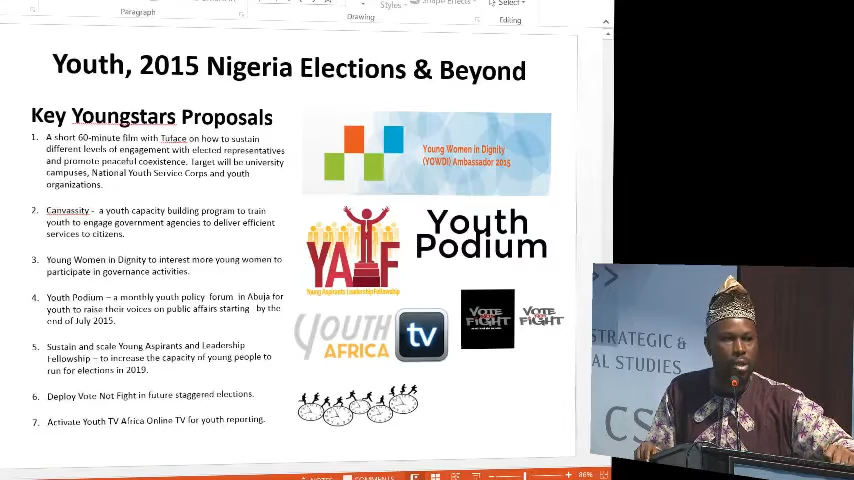 Paragraph
Drawing
Styles
Shape Effects
Select
Editing
Youth, 2015 Nigeria Elections & Beyond
Key Youngstars Proposals
1. A short 60-minute film with Tuface on how to sustain
different levels of engagement with elected representatives
and promote peaceful coexistence. Target will be university
campuses, National Youth Service Corps and youth
organizations.
2. Canvassity - a youth capacity building program to train
youth to engage government agencies to deliver efficient
services to citizens.
3. Young Women in Dignity to interest more young women to
participate in governance activities.
4. Youth Podium – a monthly youth policy forum in Abuja for
youth to raise their voices on public affairs starting by the
end of July 2015.
5. Sustain and scale Young Aspirants and Leadership
Fellowship – to increase the capacity of young people to
run for elections in 2019.
6. Deploy Vote Not Fight in future staggered elections.
7. Activate Youth TV Africa Online TV for youth reporting.
Young Women in Dignity
(YOWDI) Ambassador 2015
YALF
Young Aspirants Leadership Fellowship
Youth
Podium
YOUTH
AFRICA
tv
VOTE
FIGHT
VOTE
FIGHT
NOTES
COMMENTS
86%
STRATEGIC &
AL STUDIES
CS